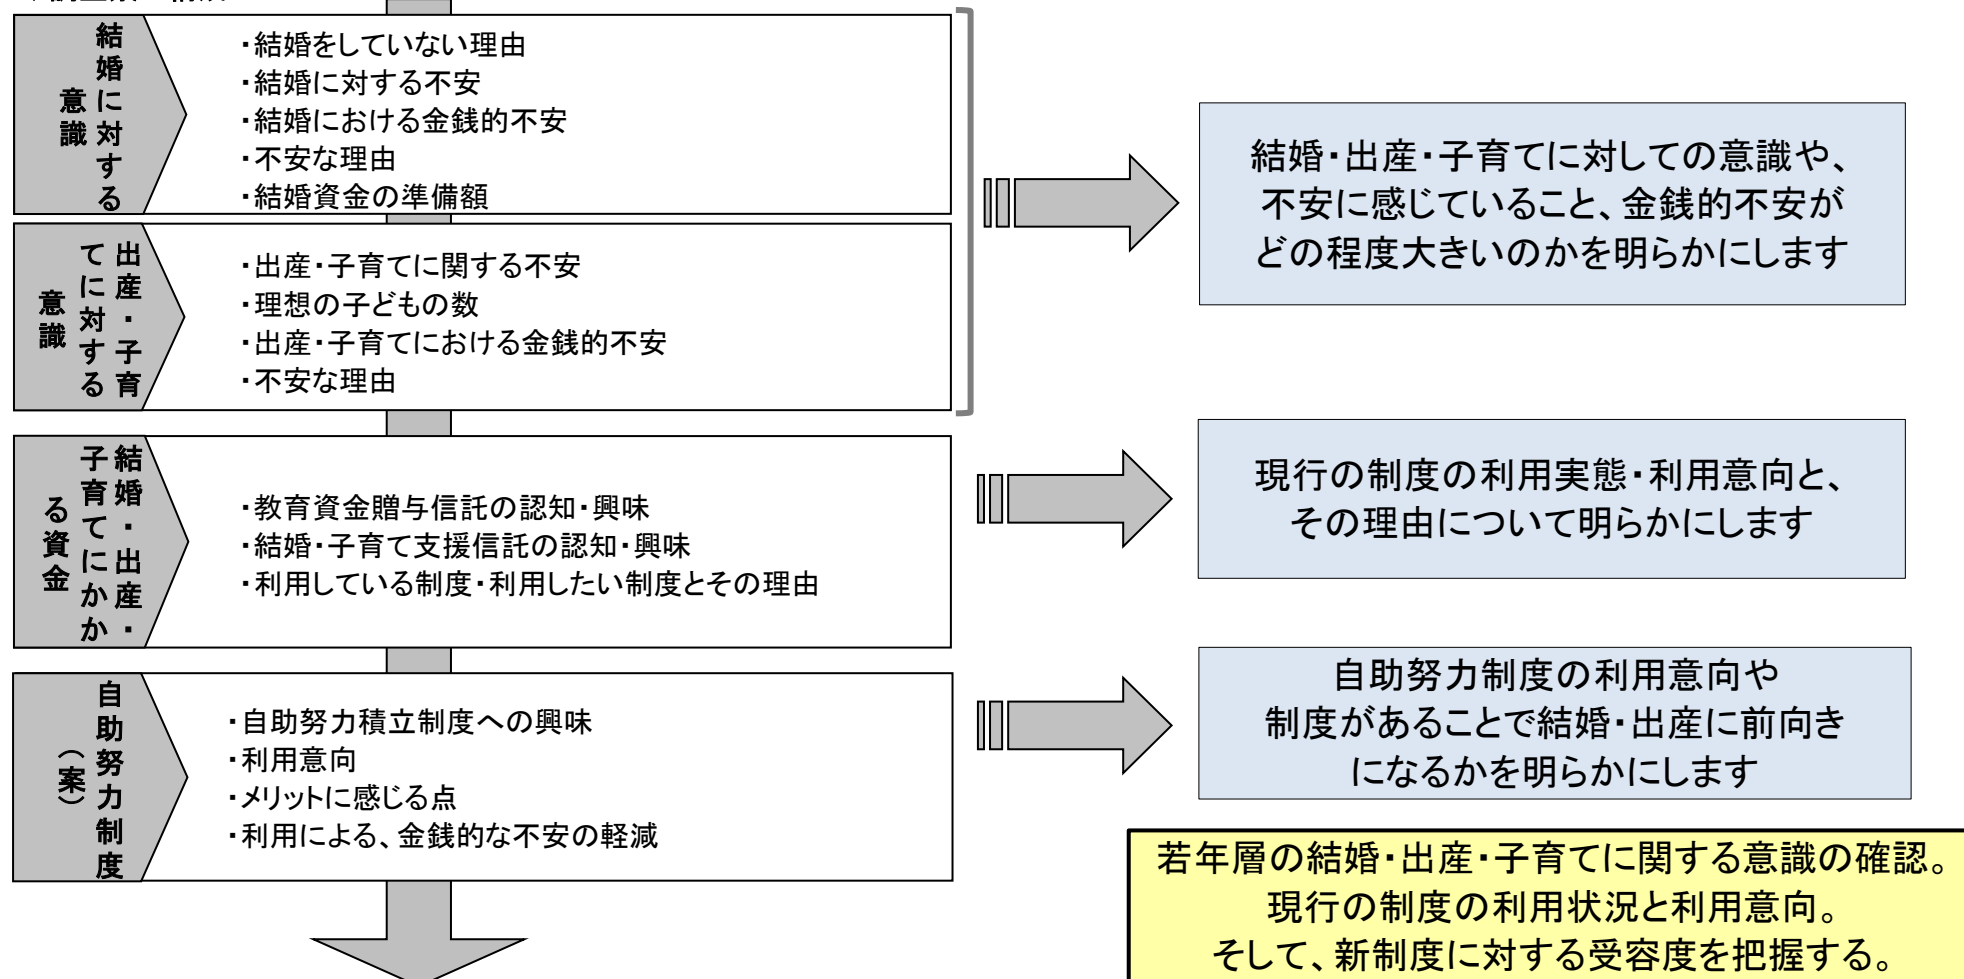 結婚に対する
意識
・結婚をしていない理由
・結婚に対する不安
・結婚における金銭的不安
・不安な理由
・結婚資金の準備額
出産・子育
てに対する
意識
・出産・子育てに関する不安
・理想の子どもの数
・出産・子育てにおける金銭的不安
・不安な理由
結婚・出産・子育てに対しての意識や、
不安に感じていること、金銭的不安が
どの程度大きいのかを明らかにします
結婚・出産・
子育てにかか
る資金
・教育資金贈与信託の認知・興味
・結婚・子育て支援信託の認知・興味
・利用している制度・利用したい制度とその理由
現行の制度の利用実態・利用意向と、
その理由について明らかにします
自助努力制度
（案）
・自助努力積立制度への興味
・利用意向
・メリットに感じる点
・利用による、金銭的な不安の軽減
自助努力制度の利用意向や
制度があることで結婚・出産に前向き
になるかを明らかにします
若年層の結婚・出産・子育てに関する意識の確認。
現行の制度の利用状況と利用意向。
そして、新制度に対する受容度を把握する。